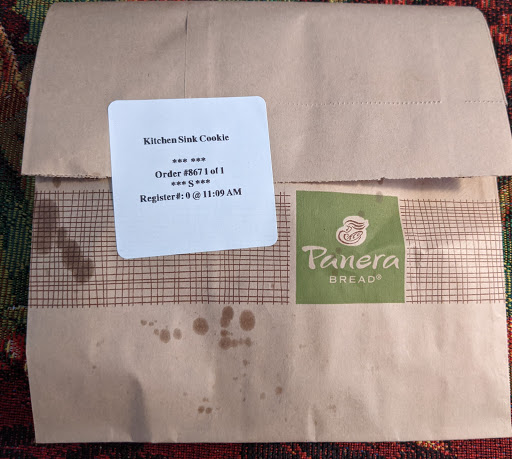 Kitchen Sink Cookie
*** ***
Order #867 1 of 1
*** S ***
Register#: 0 @ 11:09 AM
Panera
BREAD®